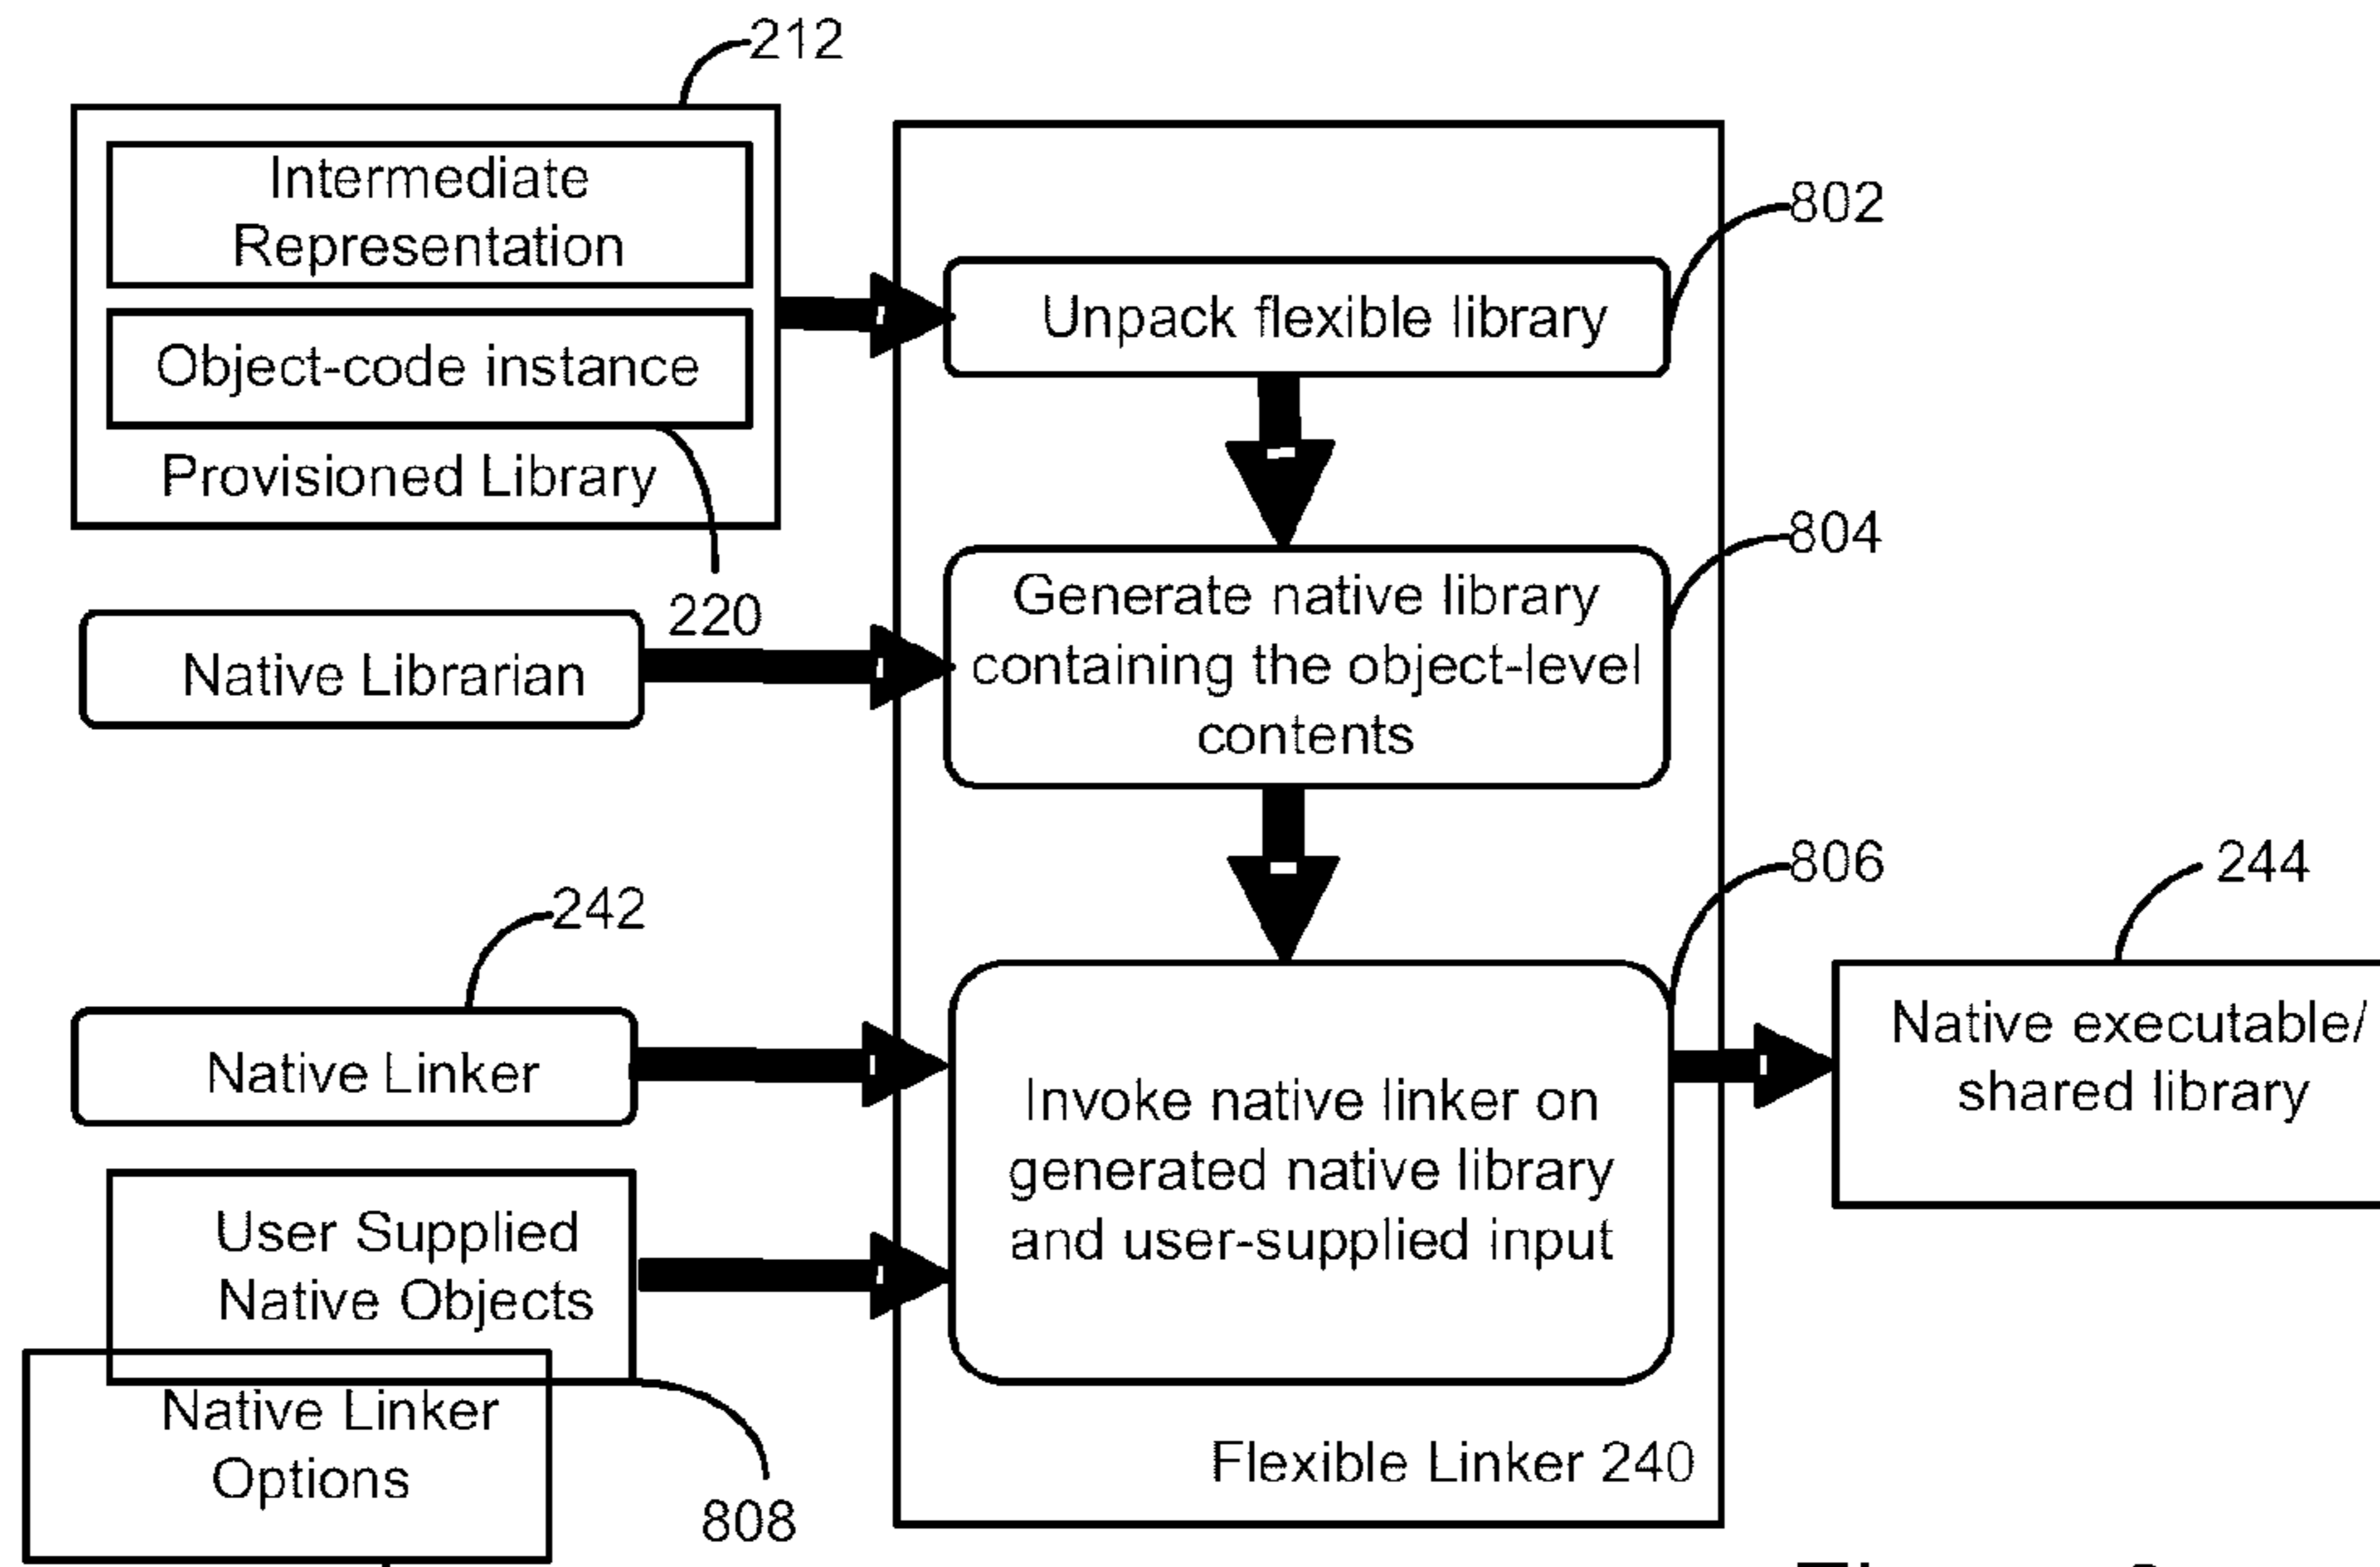 212
Intermediate
Representation
Object-code instance
Provisioned Library
220
Native Librarian
242
Native Linker
User Supplied
Native Objects
Native Linker
Options
808
Unpack flexible library
802
Generate native library
containing the object-level
contents
804
Invoke native linker on
generated native library
and user-supplied input
806
Flexible Linker 240
244
Native executable/
shared library